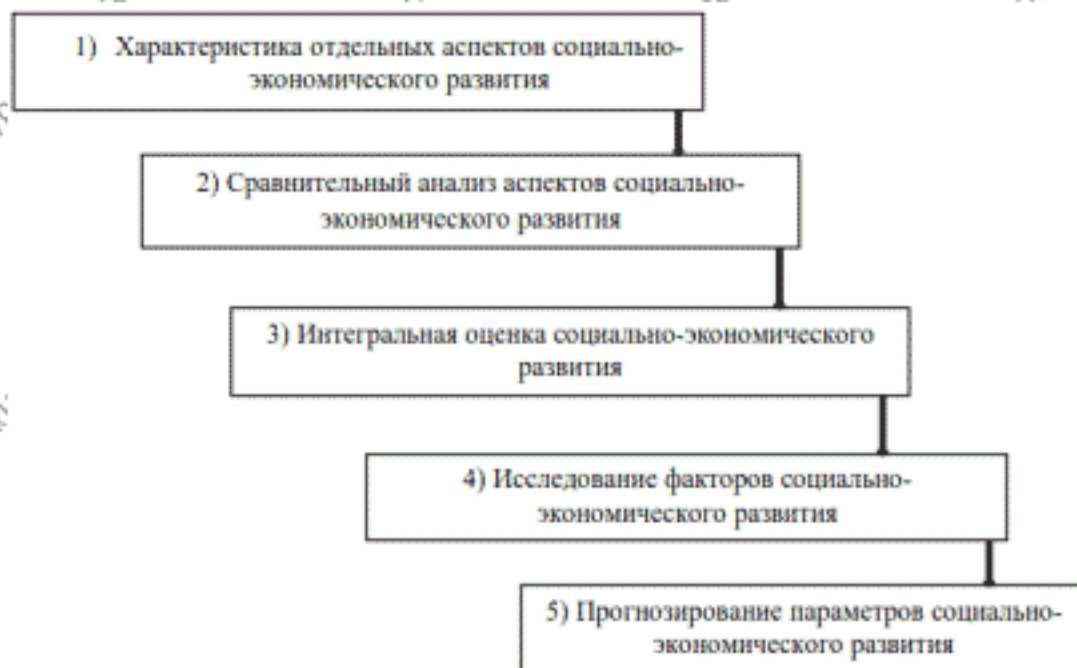 1) Характеристика отдельных аспектов социально-
экономического развития
2) Сравнительный анализ аспектов социально-
экономического развития
3) Интегральная оценка социально-экономического
развития
4) Исследование факторов социально-
экономического развития
5) Прогнозирование параметров социально-
экономического развития